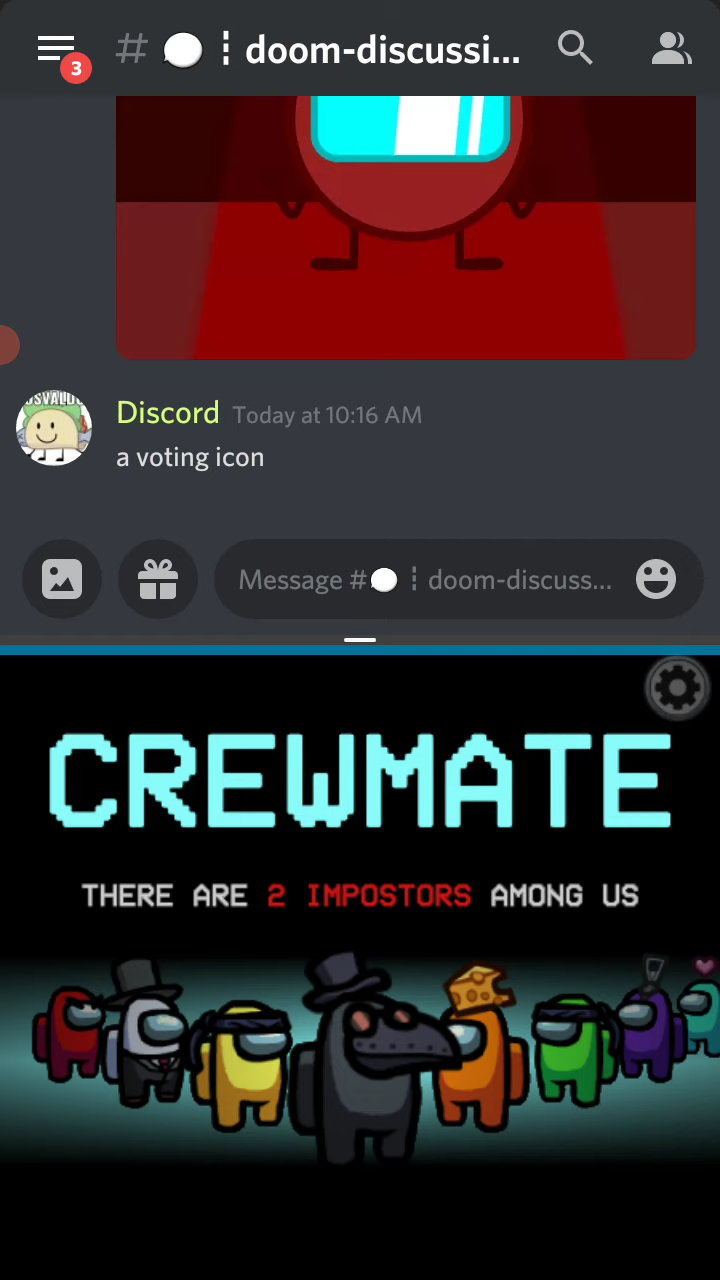 # ┊ doom-discussi...
3
Discord Today at 10:16 AM
a voting icon
Message # ┊ doom-discuss...
CREWMATE
THERE ARE 2 IMPOSTORS AMONG US